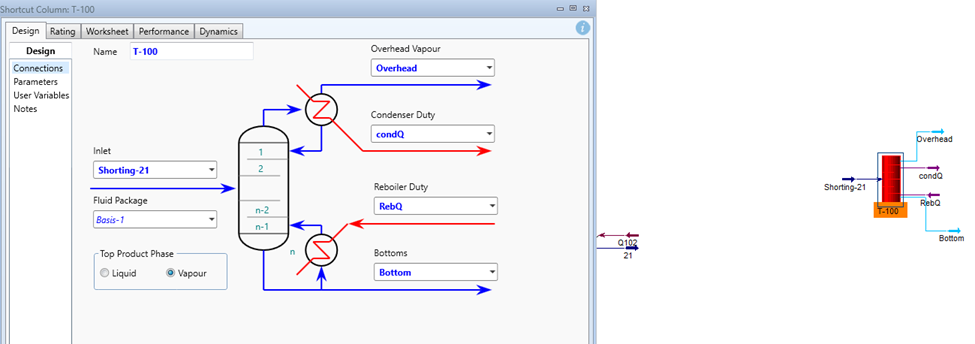 Shortcut Column: T-100
Design Rating Worksheet Performance Dynamics
Design
Connections
Parameters
User Variables
Notes
Name T-100
Overhead Vapour
Overhead
Condenser Duty
condQ
Inlet
Shorting-21
Fluid Package
Basis-1
Reboiler Duty
RebQ
Bottoms
Bottom
Top Product Phase
Liquid Vapour
1
2
n-2
n-1
n
i
Q102
21
Shorting-21
T-100
Overhead
condQ
RebQ
Bottom